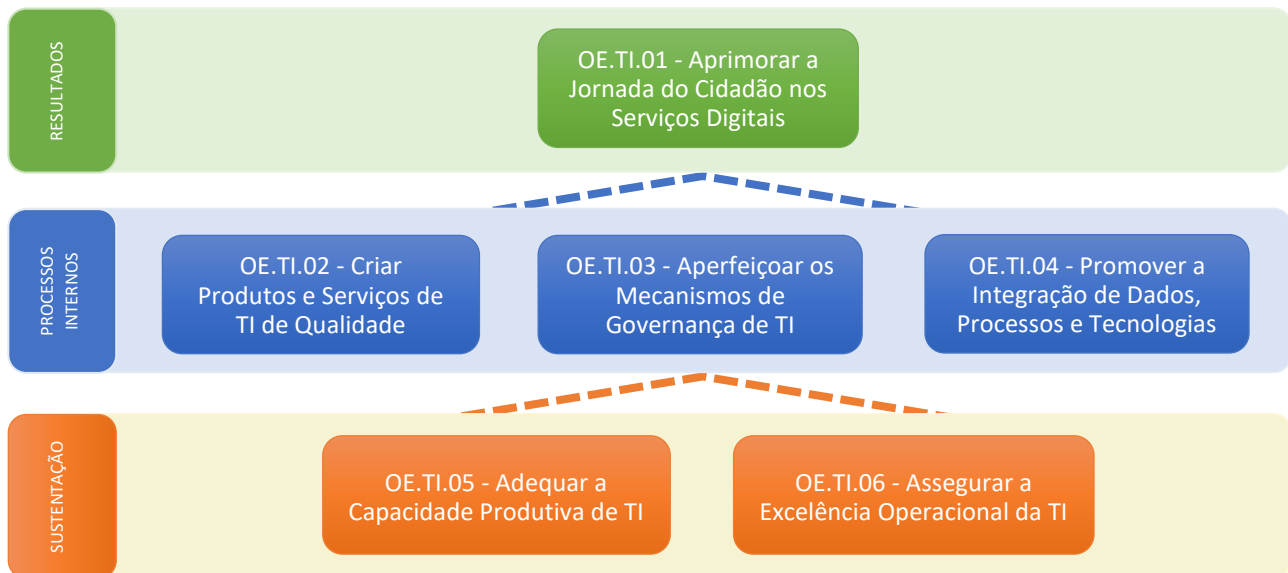 RESULTADOS
OE.TI.01 - Aprimorar a
Jornada do Cidadão nos
Serviços Digitais
PROCESSOS
INTERNOS
OE.TI.02 - Criar
Produtos e Serviços de
TI de Qualidade
OE.TI.03 - Aperfeiçoar os
Mecanismos de
Governança de TI
OE.TI.04 - Promover a
Integração de Dados,
Processos e Tecnologias
SUSTENTAÇÃO
OE.TI.05 - Adequar a
Capacidade Produtiva de TI
OE.TI.06 - Assegurar a
Excelência Operacional da TI